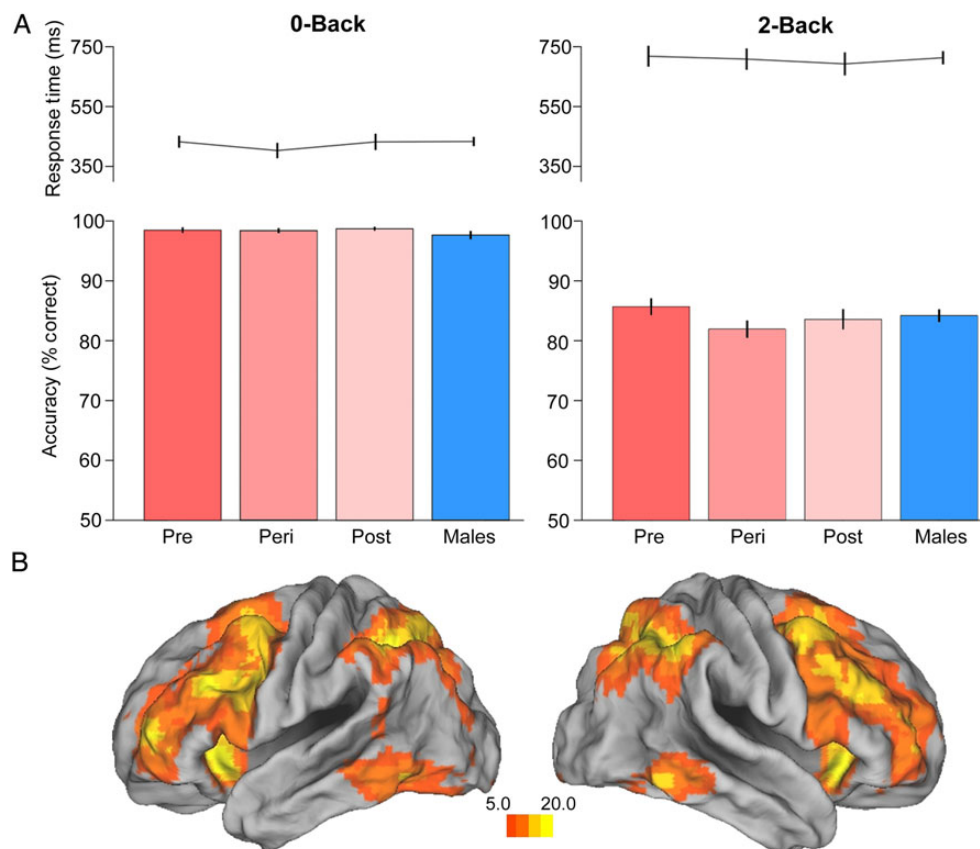 A
0-Back
2-Back
Response time (ms)
750
550
350
750
550
350
Accuracy (% correct)
100
90
80
70
60
50
100
90
80
70
60
50
Pre Peri Post Males
Pre Peri Post Males
B
5.0 20.0